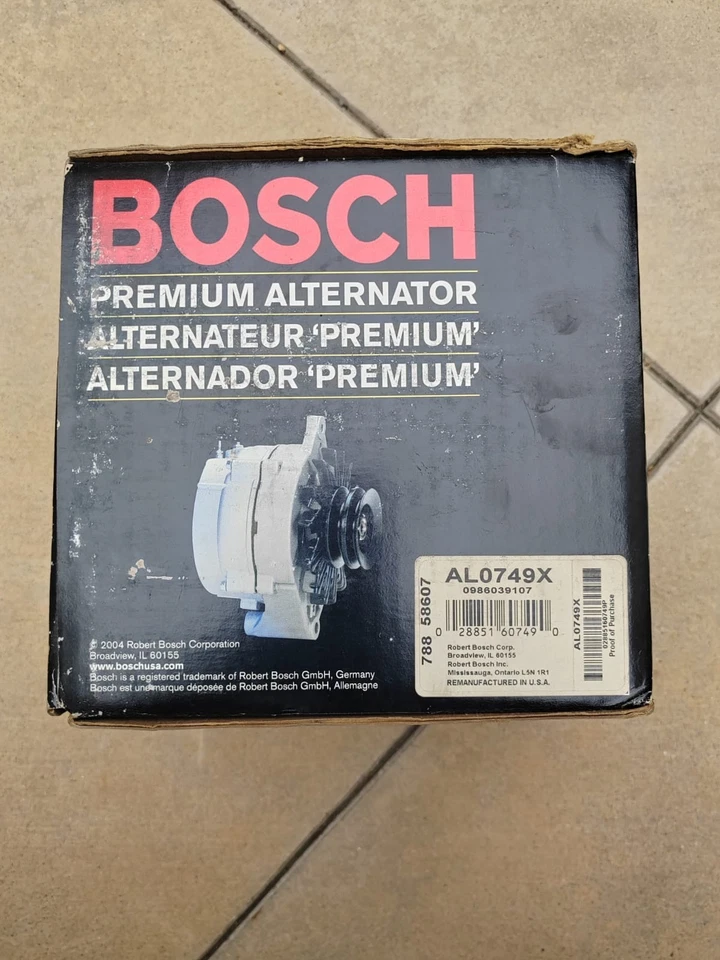 BOSCH
PREMIUM ALTERNATOR
ALTERNATEUR ‘PREMIUM’
ALTERNADOR ‘PREMIUM’
© 2004 Robert Bosch Corporation
Broadview, IL 60155
www.boschusa.com
Bosch is a registered trademark of Robert Bosch GmbH, Germany
Bosch est une marque déposée de Robert Bosch GmbH, Allemagne
788 58607
AL0749X
0986039107
0 28851 60749 0
Robert Bosch Corp.
Broadview, IL 60155
Robert Bosch Inc.
Mississauga, Ontario L5N 1R1
REMANUFACTURED IN U.S.A.
AL0749X
02885160749P
Proof of Purchase